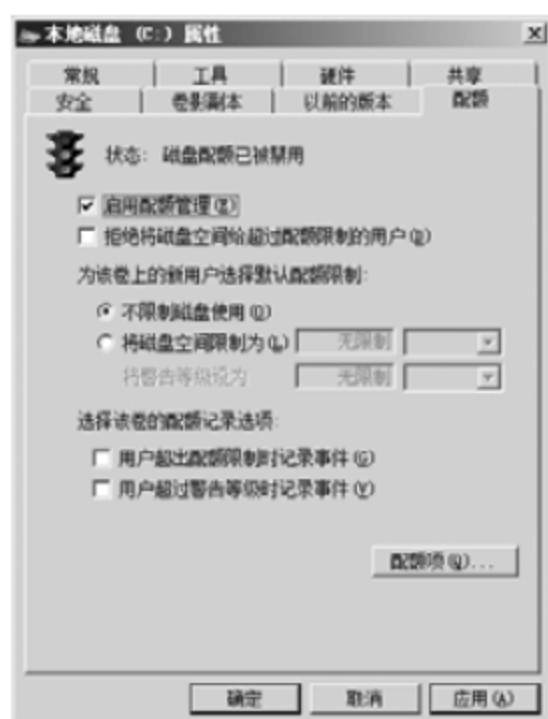 本地磁盘 (C:) 属性
常规 工具 硬件 共享
安全 卷影副本 以前的版本 配额
状态: 磁盘配额已被禁用
启用配额管理(E)
拒绝将磁盘空间给超过配额限制的用户(D)
为该卷上的新用户选择默认配额限制:
不限制磁盘使用(O)
将磁盘空间限制为(L) 无限制
将警告等级设为 无限制
选择该卷的配额记录选项:
用户超出配额限制时记录事件(G)
用户超过警告等级时记录事件(V)
配额项(Q)...
确定 取消 应用(A)